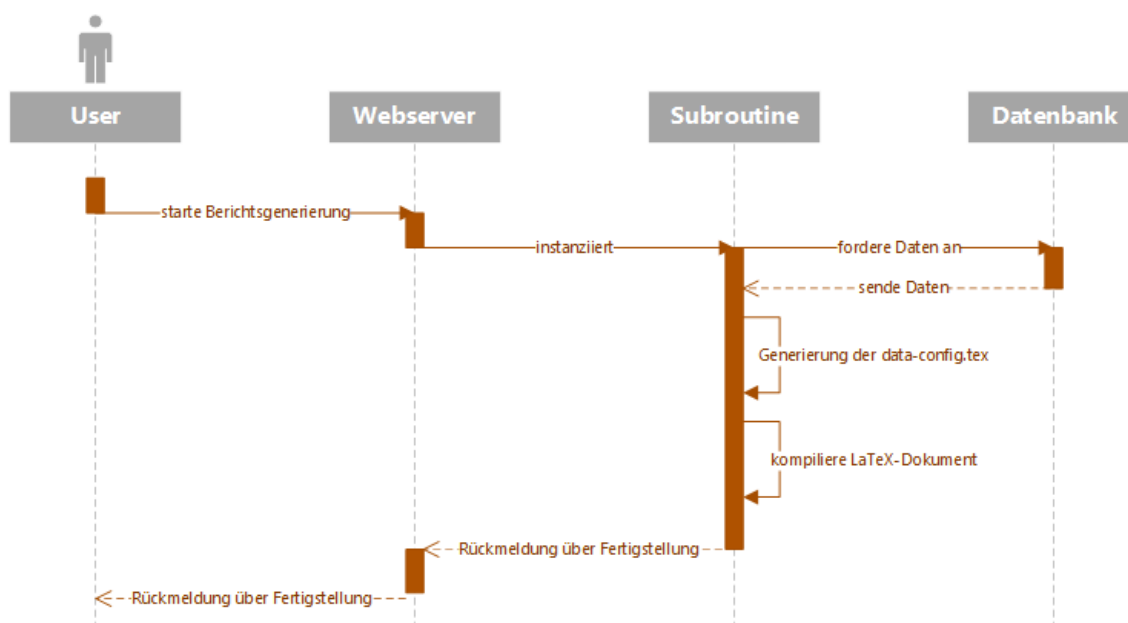 User
Webserver
Subroutine
Datenbank
starte Berichtsgenerierung
instanziiert
fordere Daten an
sende Daten
Generierung der data-config.tex
kompiliere LaTeX-Dokument
Rückmeldung über Fertigstellung
Rückmeldung über Fertigstellung